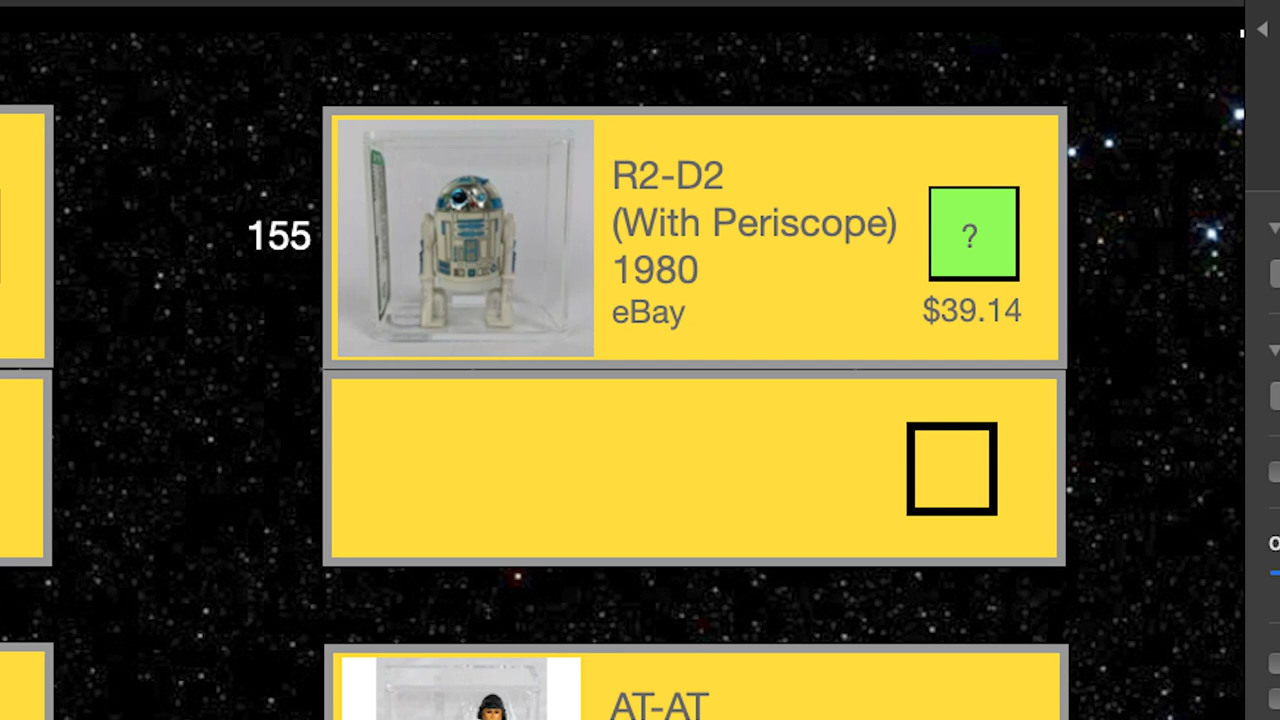 155
R2-D2
(With Periscope)
1980
eBay
?
$39.14
AT-AT